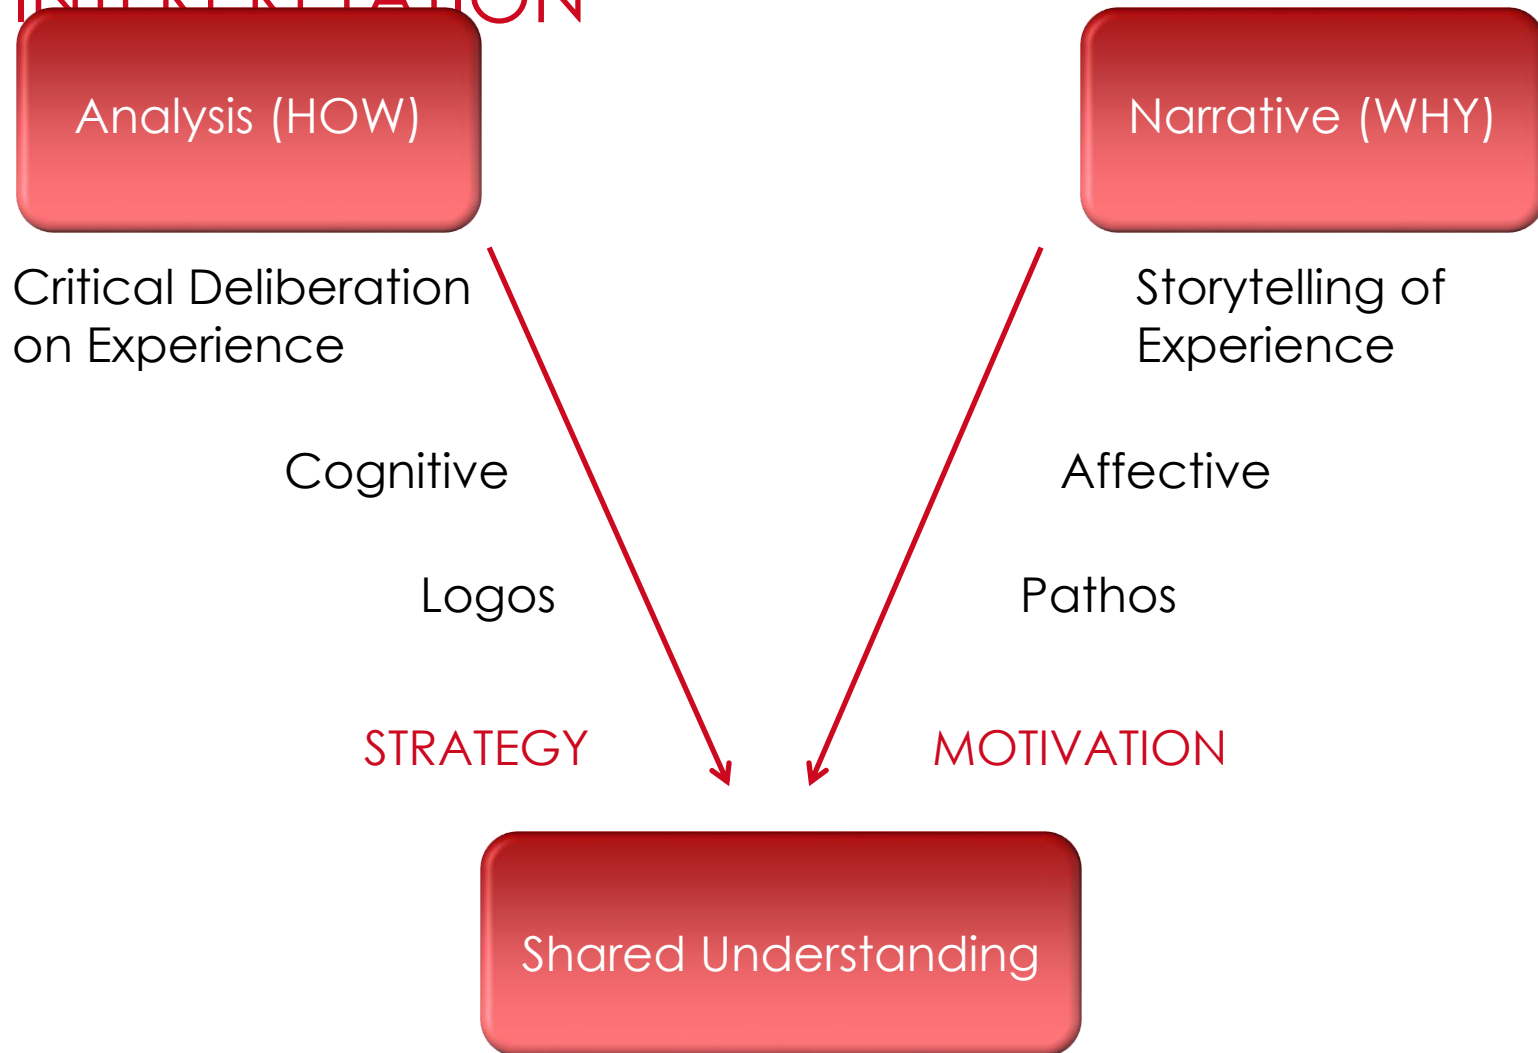 INTERPRETATION
Analysis (HOW)
Narrative (WHY)
Critical Deliberation
on Experience
Storytelling of
Experience
Cognitive
Affective
Logos
Pathos
STRATEGY
MOTIVATION
Shared Understanding